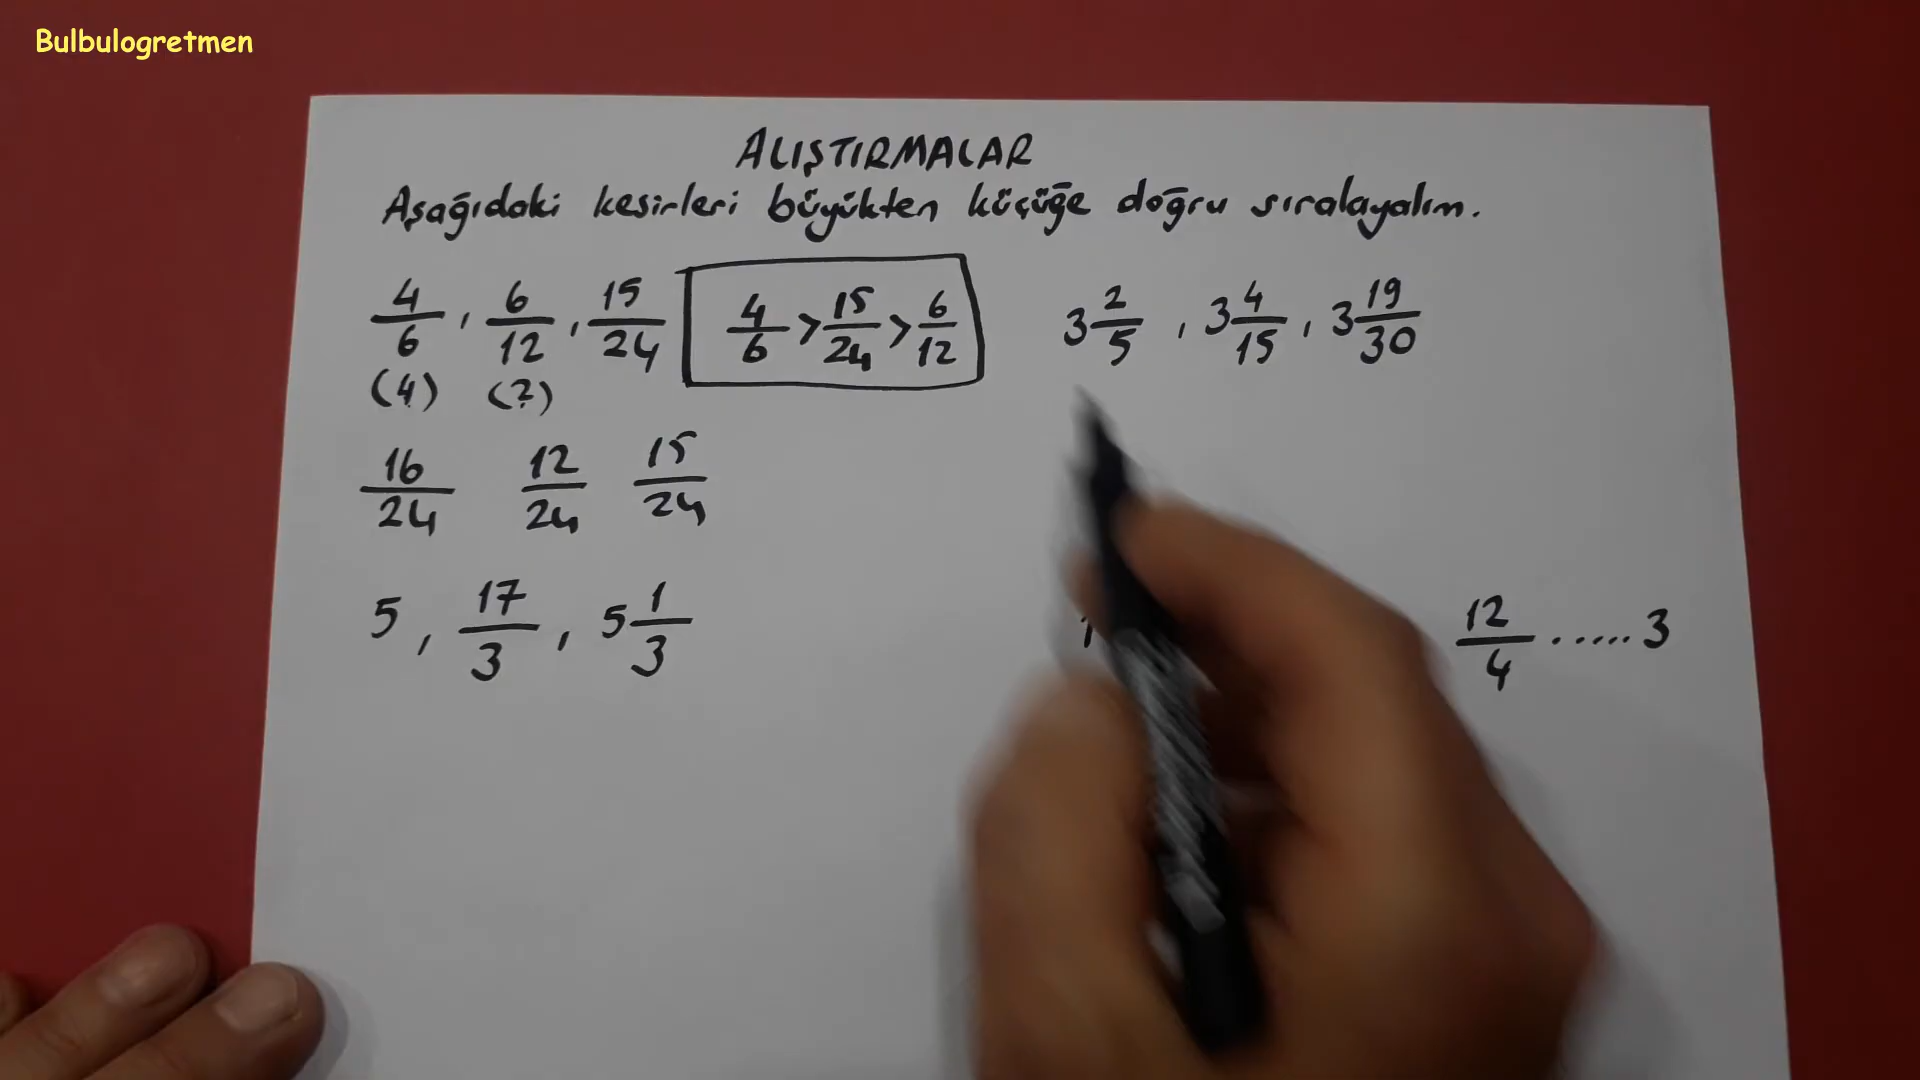 Bulbulogretmen
ALIŞTIRMALAR
Aşağıdaki kesirleri büyükten küçüğe doğru sıralayalım.
4/6 , 6/12 , 15/24 4/6 > 15/24 > 6/12
(4) (2)
16/24 12/24 15/24
5 , 17/3 , 5 1/3
3 2/5 , 3 4/15 , 3 19/30
12/4 ..... 3